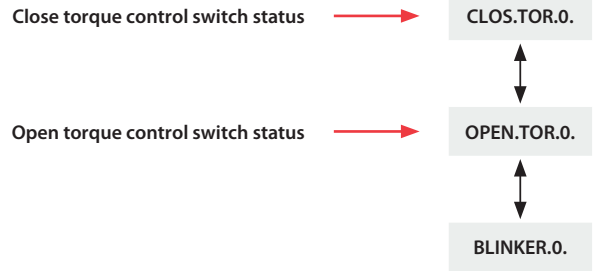 Close torque control switch status CLOS.TOR.0.
Open torque control switch status OPEN.TOR.0.
BLINKER.0.